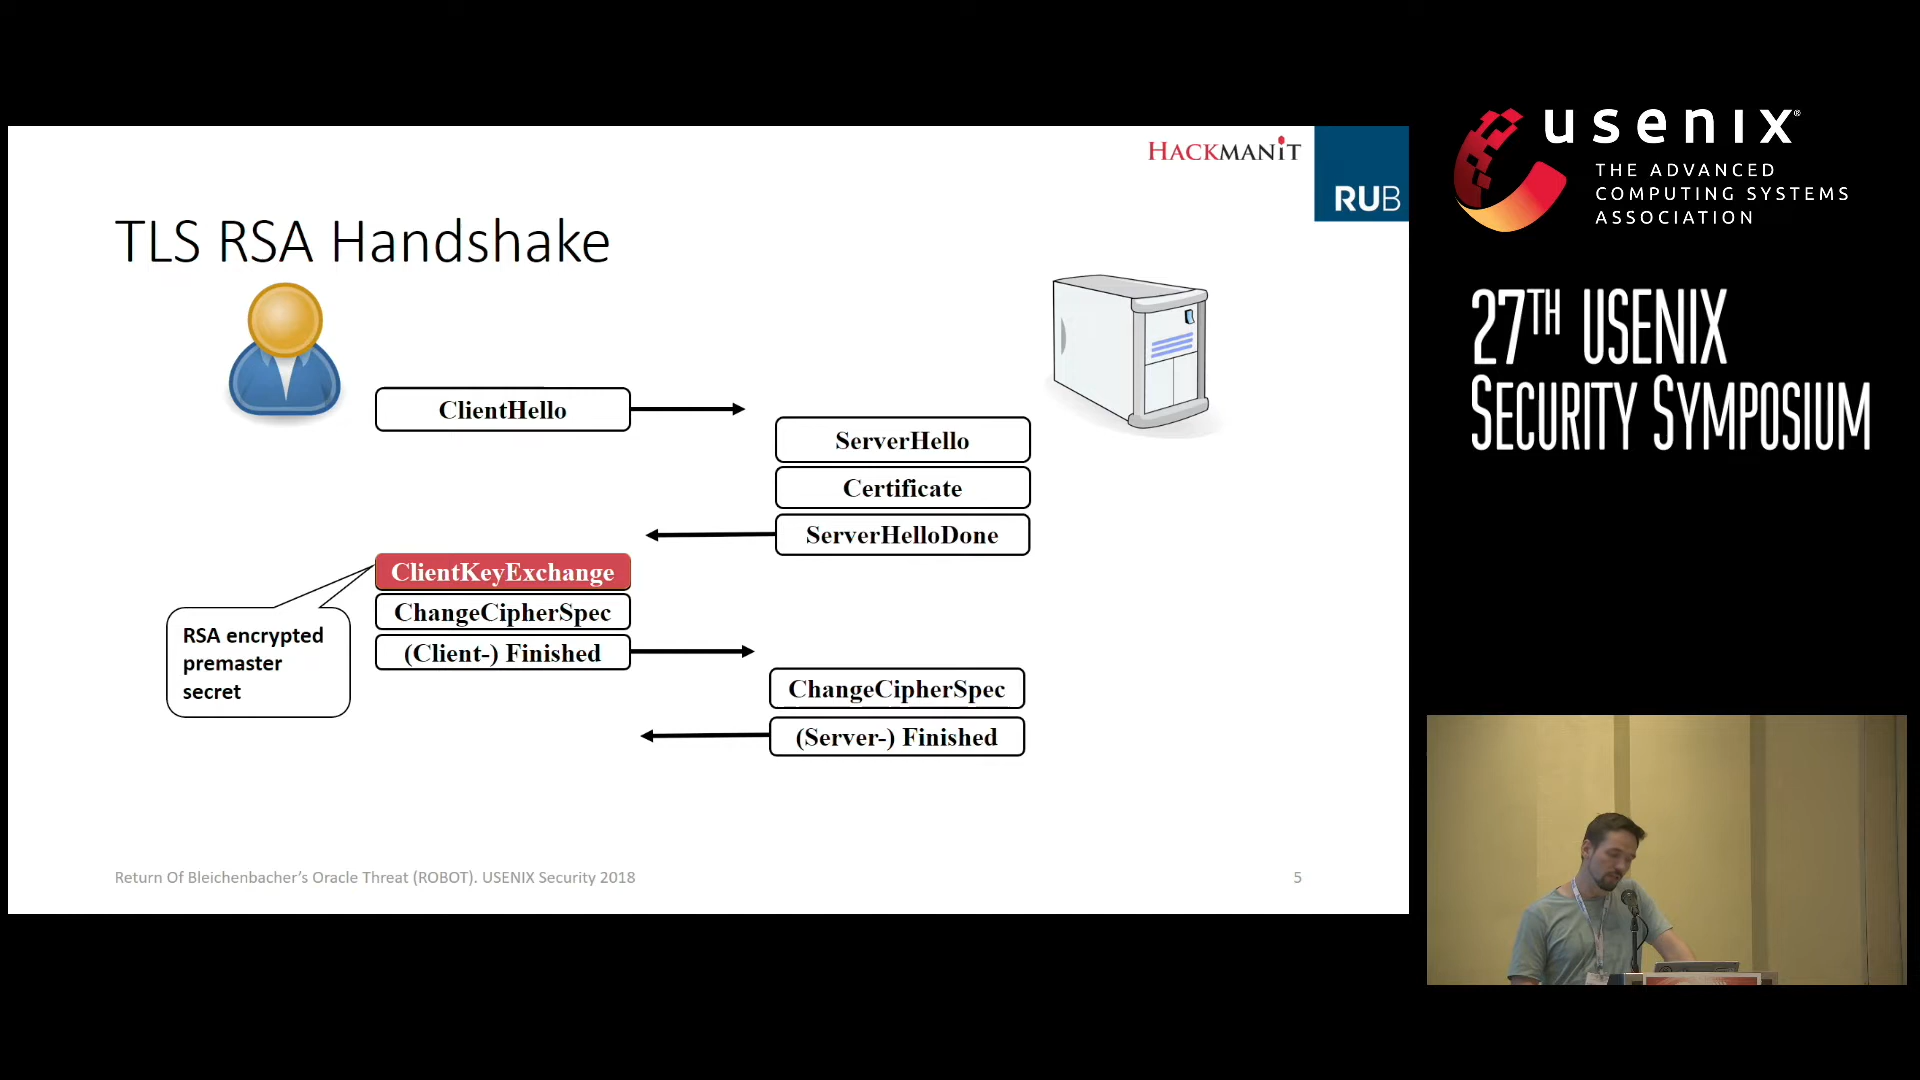 HACKMANIT
RUB
TLS RSA Handshake
ClientHello
ServerHello
Certificate
ServerHelloDone
ClientKeyExchange
ChangeCipherSpec
(Client-) Finished
RSA encrypted
premaster
secret
ChangeCipherSpec
(Server-) Finished
Return Of Bleichenbacher’s Oracle Threat (ROBOT). USENIX Security 2018
5
usenix®
THE ADVANCED
COMPUTING SYSTEMS
ASSOCIATION
27TH USENIX
SECURITY SYMPOSIUM